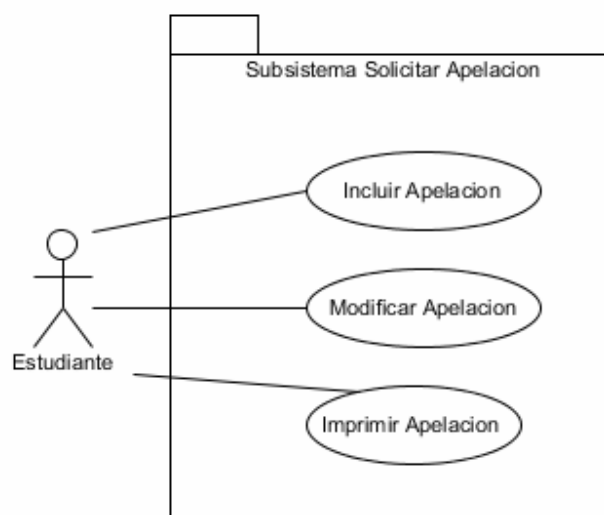 Subsistema Solicitar Apelacion
Incluir Apelacion
Modificar Apelacion
Estudiante
Imprimir Apelacion